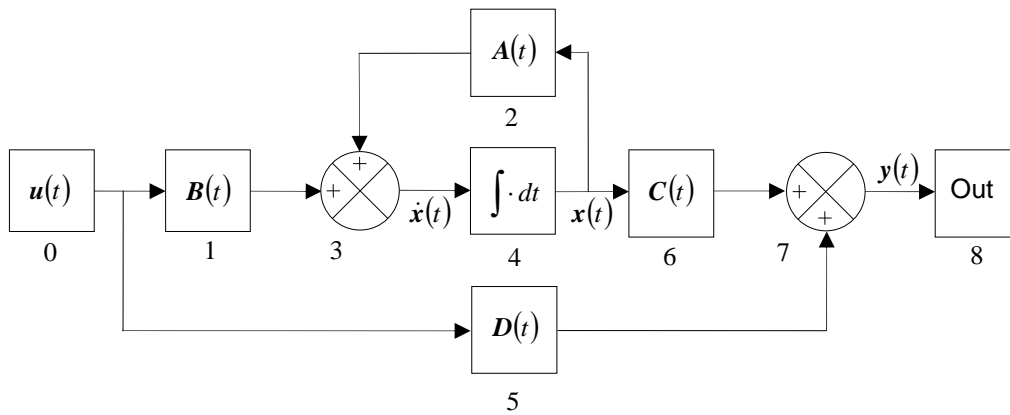 A(t)
2
+
u(t)
0
B(t)
1
+
3
ẋ(t)
∫ · dt
4
x(t)
C(t)
6
+
+
7
y(t)
Out
8
D(t)
5